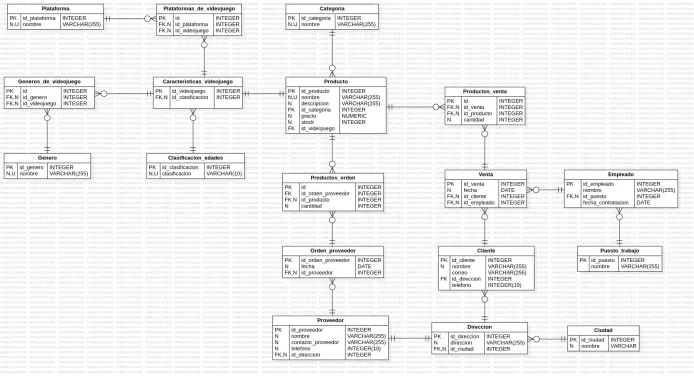 Plataforma
PK id_plataforma INTEGER
N,U nombre VARCHAR(255)
Plataformas_de_videojuego
PK id INTEGER
FK,N id_plataforma INTEGER
FK,N id_videojuego INTEGER
Categoria
PK id_categoria INTEGER
N,U nombre VARCHAR(255)
Generos_de_videojuego
PK id INTEGER
FK,N id_genero INTEGER
FK,N id_videojuego INTEGER
Caracteristicas_videojuego
PK id_videojuego INTEGER
FK,N id_clasificacion INTEGER
Producto
PK id_producto INTEGER
N,U nombre VARCHAR(255)
N descripcion VARCHAR(255)
FK id_categoria INTEGER
N precio NUMERIC
N stock INTEGER
FK id_videojuego
Productos_venta
PK id INTEGER
FK,N id_venta INTEGER
FK,N id_producto INTEGER
N cantidad INTEGER
Genero
PK id_genero INTEGER
N,U nombre VARCHAR(255)
Clasificacion_edades
PK id_clasificacion INTEGER
N,U clasificacion VARCHAR(10)
Productos_orden
PK id INTEGER
FK id_orden_proveedor INTEGER
FK,N id_producto INTEGER
N cantidad INTEGER
Venta
PK id_venta INTEGER
N fecha DATE
FK,N id_cliente INTEGER
FK,N id_empleado INTEGER
Empleado
PK id_empleado INTEGER
N nombre VARCHAR(255)
FK,N id_puesto INTEGER
fecha_contratacion DATE
Orden_proveedor
PK id_orden_proveedor INTEGER
N fecha DATE
FK,N id_proveedor INTEGER
Cliente
PK id_cliente INTEGER
N nombre VARCHAR(255)
correo VARCHAR(255)
FK id_direccion INTEGER
telefono INTEGER(10)
Puesto_trabajo
PK id_puesto INTEGER
nombre VARCHAR(255)
Proveedor
PK id_proveedor INTEGER
N nombre VARCHAR(255)
N contacto_proveedor VARCHAR(255)
N telefono INTEGER(10)
FK,N id_direccion INTEGER
Direccion
PK id_direccion INTEGER
N direccion VARCHAR(255)
FK,N id_ciudad INTEGER
Ciudad
PK id_ciudad INTEGER
N nombre VARCHAR